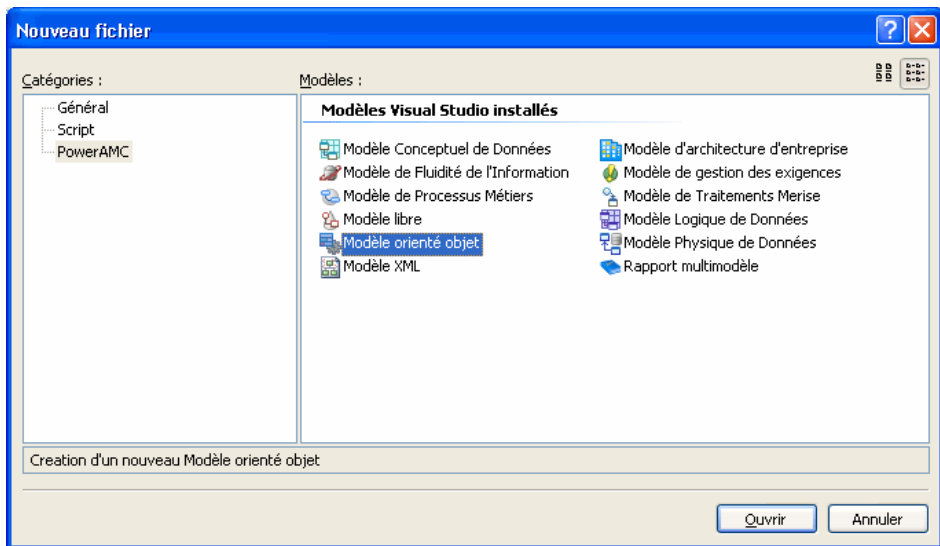 Nouveau fichier
Catégories :
Modèles :
Général
Script
PowerAMC
Modèles Visual Studio installés
Modèle Conceptuel de Données
Modèle de Fluidité de l'Information
Modèle de Processus Métiers
Modèle libre
Modèle orienté objet
Modèle XML
Modèle d'architecture d'entreprise
Modèle de gestion des exigences
Modèle de Traitements Merise
Modèle Logique de Données
Modèle Physique de Données
Rapport multimodèle
Creation d'un nouveau Modèle orienté objet
Ouvrir
Annuler